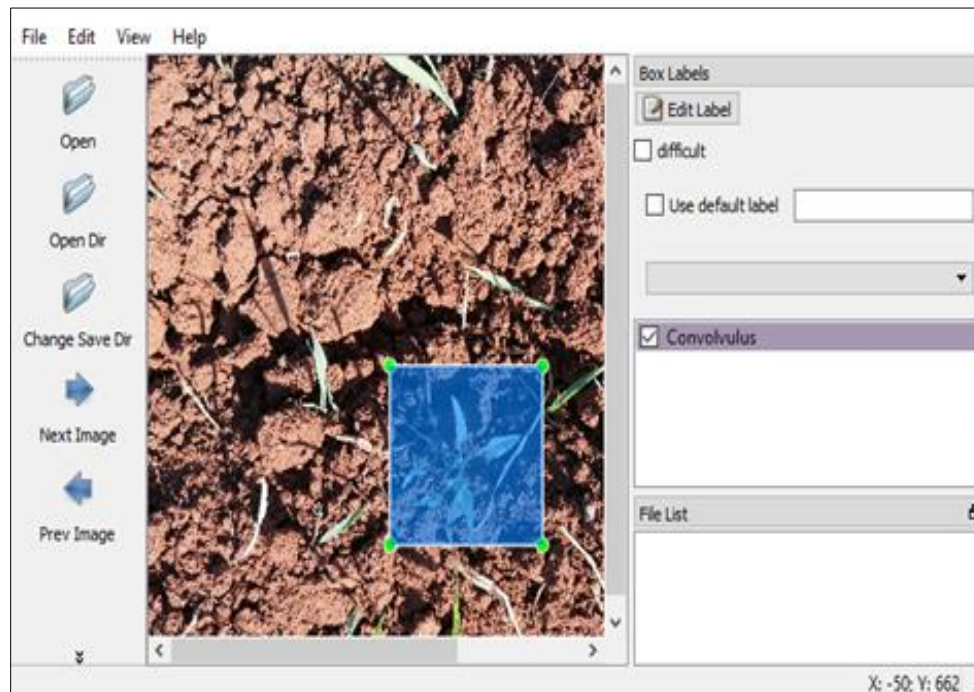 File Edit View Help
Open
Open Dir
Change Save Dir
Next Image
Prev Image
Box Labels
Edit Label
difficult
Use default label
Convolvulus
File List
X: -50; Y: 662